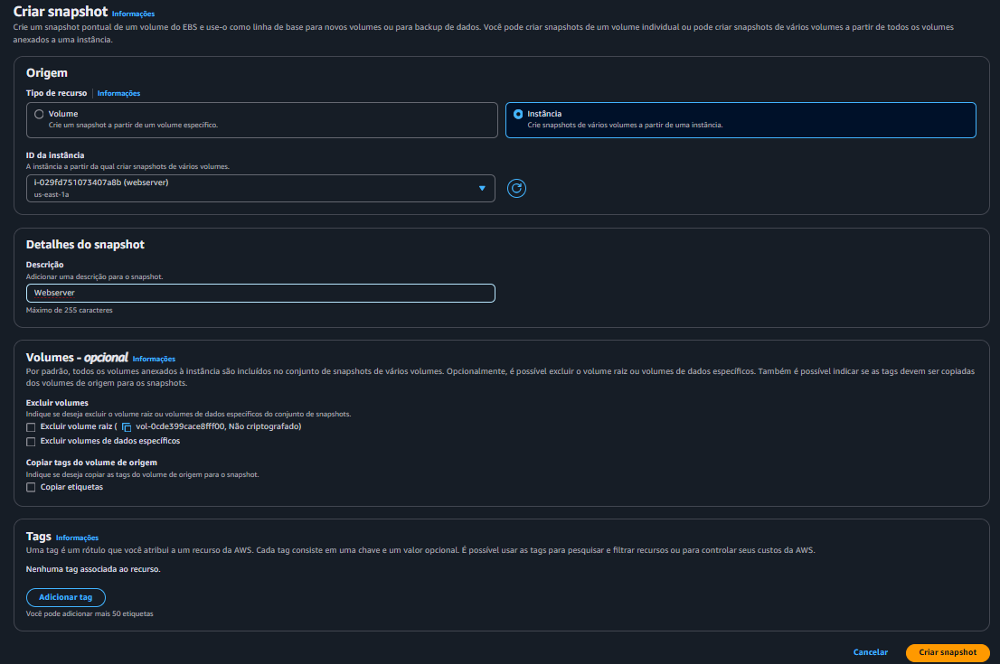 Criar snapshot Informações
Crie um snapshot pontual de um volume do EBS e use-o como linha de base para novos volumes ou para backup de dados. Você pode criar snapshots de um volume individual ou pode criar snapshots de vários volumes a partir de todos os volumes
anexados a uma instância.
Origem
Tipo de recurso | Informações
Volume
Crie um snapshot a partir de um volume específico.
Instância
Crie snapshots de vários volumes a partir de uma instância.
ID da instância
A instância a partir da qual criar snapshots de vários volumes.
i-029fd751073407a8b (webserver)
us-east-1a
Detalhes do snapshot
Descrição
Adicionar uma descrição para o snapshot.
Webserver
Máximo de 255 caracteres
Volumes - opcional Informações
Por padrão, todos os volumes anexados à instância são incluídos no conjunto de snapshots de vários volumes. Opcionalmente, é possível excluir o volume raiz ou volumes de dados específicos. Também é possível indicar se as tags devem ser copiadas
dos volumes de origem para os snapshots.
Excluir volumes
Indique se deseja excluir o volume raiz ou volumes de dados específicos do conjunto de snapshots.
Excluir volume raiz ( vol-0cde399cace8fff00, Não criptografado)
Excluir volumes de dados específicos
Copiar tags do volume de origem
Indique se deseja copiar as tags do volume de origem para o snapshot.
Copiar etiquetas
Tags Informações
Uma tag é um rótulo que você atribui a um recurso da AWS. Cada tag consiste em uma chave e um valor opcional. É possível usar as tags para pesquisar e filtrar recursos ou para controlar seus custos da AWS.
Nenhuma tag associada ao recurso.
Adicionar tag
Você pode adicionar mais 50 etiquetas
Cancelar
Criar snapshot